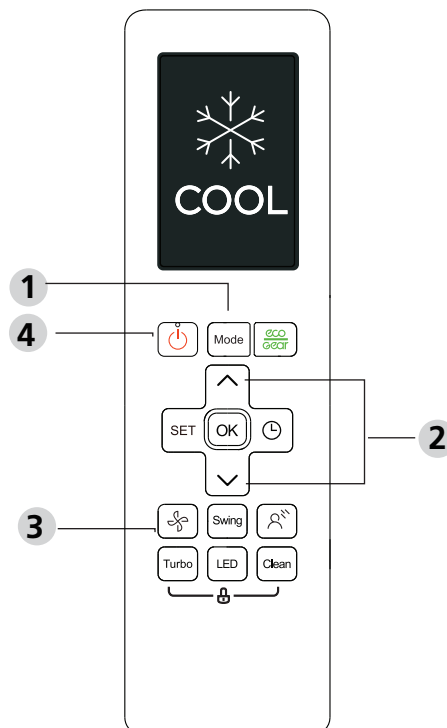 COOL
1
4
Mode
eco
GEAR
2
SET
OK
3
Swing
Turbo
LED
Clean